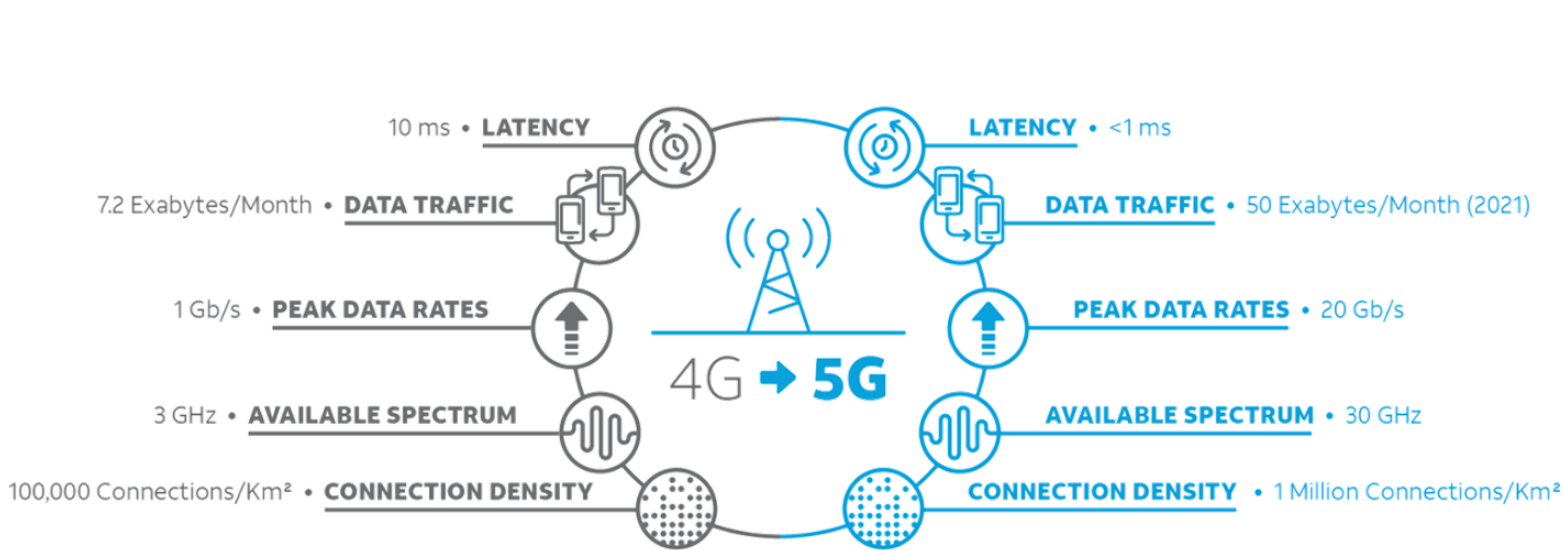 10 ms • LATENCY
LATENCY • <1 ms
7.2 Exabytes/Month • DATA TRAFFIC
DATA TRAFFIC • 50 Exabytes/Month (2021)
1 Gb/s • PEAK DATA RATES
PEAK DATA RATES • 20 Gb/s
4G ➡ 5G
3 GHz • AVAILABLE SPECTRUM
AVAILABLE SPECTRUM • 30 GHz
100,000 Connections/Km² • CONNECTION DENSITY
CONNECTION DENSITY • 1 Million Connections/Km²